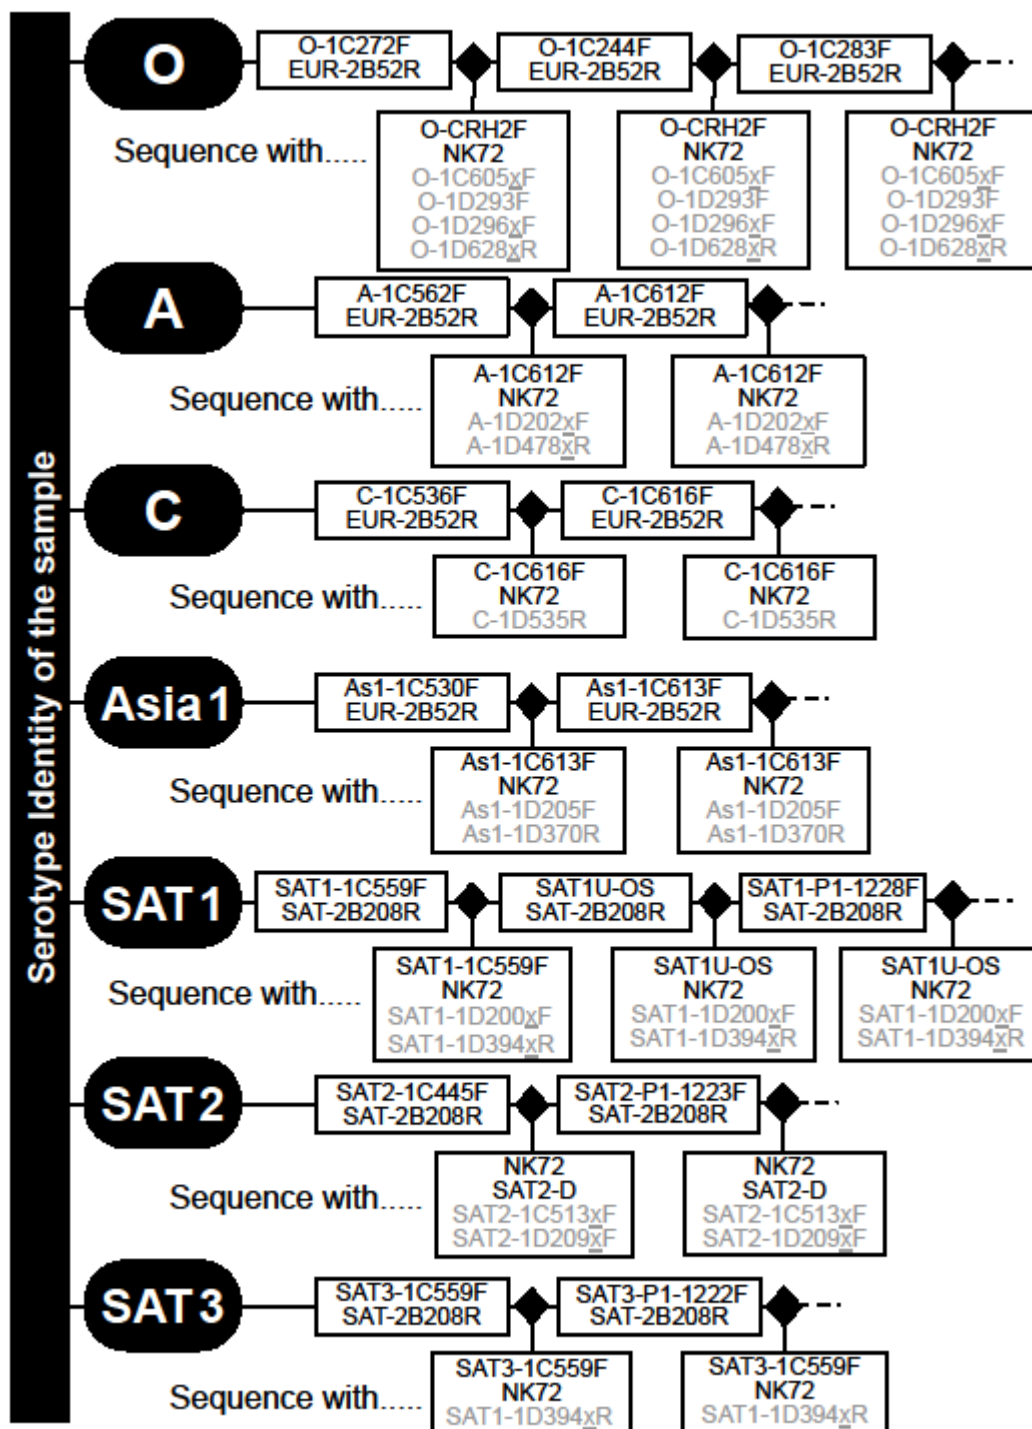 Serotype Identity of the sample
O
O-1C272F
EUR-2B52R
O-1C244F
EUR-2B52R
O-1C283F
EUR-2B52R
Sequence with.....
O-CRH2F
NK72
O-1C605xF
O-1D293F
O-1D296xF
O-1D628xR
O-CRH2F
NK72
O-1C605xF
O-1D293F
O-1D296xF
O-1D628xR
O-CRH2F
NK72
O-1C605xF
O-1D293F
O-1D296xF
O-1D628xR
A
A-1C562F
EUR-2B52R
A-1C612F
EUR-2B52R
Sequence with.....
A-1C612F
NK72
A-1D202xF
A-1D478xR
A-1C612F
NK72
A-1D202xF
A-1D478xR
C
C-1C536F
EUR-2B52R
C-1C616F
EUR-2B52R
Sequence with.....
C-1C616F
NK72
C-1D535R
C-1C616F
NK72
C-1D535R
Asia 1
As1-1C530F
EUR-2B52R
As1-1C613F
EUR-2B52R
Sequence with.....
As1-1C613F
NK72
As1-1D205F
As1-1D370R
As1-1C613F
NK72
As1-1D205F
As1-1D370R
SAT 1
SAT1-1C559F
SAT-2B208R
SAT1U-OS
SAT-2B208R
SAT1-P1-1228F
SAT-2B208R
Sequence with.....
SAT1-1C559F
NK72
SAT1-1D200xF
SAT1-1D394xR
SAT1U-OS
NK72
SAT1-1D200xF
SAT1-1D394xR
SAT1U-OS
NK72
SAT1-1D200xF
SAT1-1D394xR
SAT 2
SAT2-1C445F
SAT-2B208R
SAT2-P1-1223F
SAT-2B208R
Sequence with.....
NK72
SAT2-D
SAT2-1C513xF
SAT2-1D209xF
NK72
SAT2-D
SAT2-1C513xF
SAT2-1D209xF
SAT 3
SAT3-1C559F
SAT-2B208R
SAT3-P1-1222F
SAT-2B208R
Sequence with.....
SAT3-1C559F
NK72
SAT1-1D394xR
SAT3-1C559F
NK72
SAT1-1D394xR